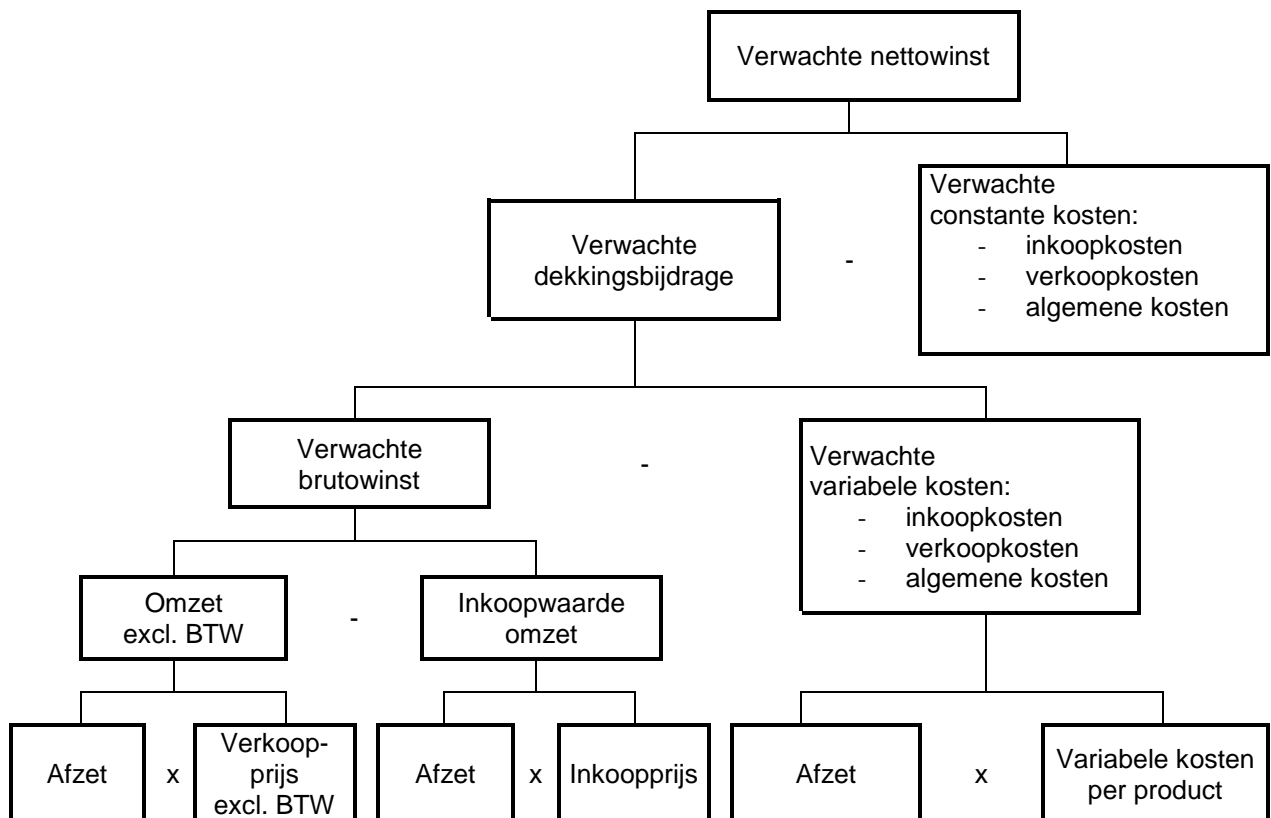 Verwachte nettowinst
Verwachte
constante kosten:
- inkoopkosten
- verkoopkosten
- algemene kosten
Verwachte
dekkingsbijdrage
-
Verwachte
brutowinst
-
Verwachte
variabele kosten:
- inkoopkosten
- verkoopkosten
- algemene kosten
Omzet
excl. BTW
-
Inkoopwaarde
omzet
Afzet
x
Verkoop-
prijs
excl. BTW
Afzet
x
Inkoopprijs
Afzet
x
Variabele kosten
per product